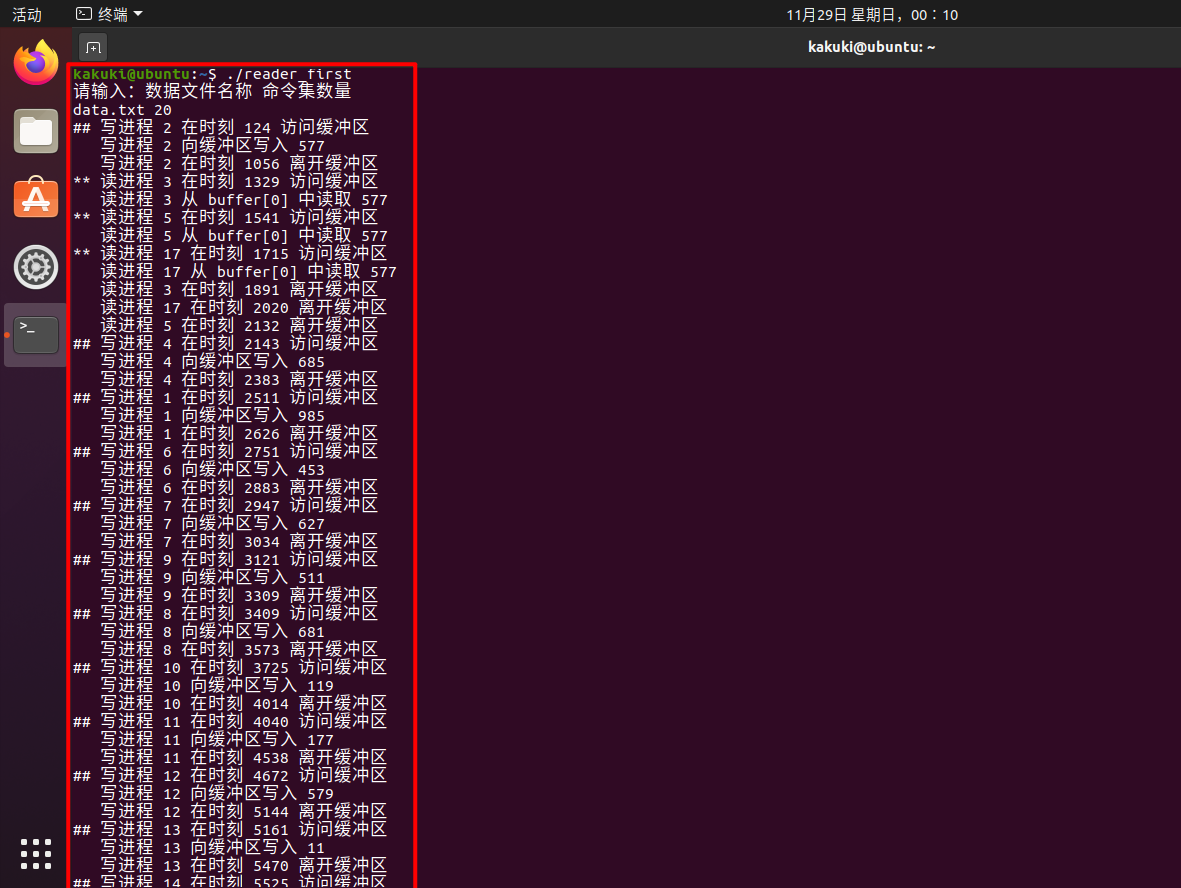 活动 终端 11月29日 星期日，00：10
kakuki@ubuntu: ~
kakuki@ubuntu:~$ ./reader_first
请输入: 数据文件名称 命令集数量
data.txt 20
## 写进程 2 在时刻 124 访问缓冲区
写进程 2 向缓冲区写入 577
写进程 2 在时刻 1056 离开缓冲区
** 读进程 3 在时刻 1329 访问缓冲区
读进程 3 从 buffer[0] 中读取 577
** 读进程 5 在时刻 1541 访问缓冲区
读进程 5 从 buffer[0] 中读取 577
** 读进程 17 在时刻 1715 访问缓冲区
读进程 17 从 buffer[0] 中读取 577
读进程 3 在时刻 1891 离开缓冲区
读进程 17 在时刻 2020 离开缓冲区
读进程 5 在时刻 2132 离开缓冲区
## 写进程 4 在时刻 2143 访问缓冲区
写进程 4 向缓冲区写入 685
写进程 4 在时刻 2383 离开缓冲区
## 写进程 1 在时刻 2511 访问缓冲区
写进程 1 向缓冲区写入 985
写进程 1 在时刻 2626 离开缓冲区
## 写进程 6 在时刻 2751 访问缓冲区
写进程 6 向缓冲区写入 453
写进程 6 在时刻 2883 离开缓冲区
## 写进程 7 在时刻 2947 访问缓冲区
写进程 7 向缓冲区写入 627
写进程 7 在时刻 3034 离开缓冲区
## 写进程 9 在时刻 3121 访问缓冲区
写进程 9 向缓冲区写入 511
写进程 9 在时刻 3309 离开缓冲区
## 写进程 8 在时刻 3409 访问缓冲区
写进程 8 向缓冲区写入 681
写进程 8 在时刻 3573 离开缓冲区
## 写进程 10 在时刻 3725 访问缓冲区
写进程 10 向缓冲区写入 119
写进程 10 在时刻 4014 离开缓冲区
## 写进程 11 在时刻 4040 访问缓冲区
写进程 11 向缓冲区写入 177
写进程 11 在时刻 4538 离开缓冲区
## 写进程 12 在时刻 4672 访问缓冲区
写进程 12 向缓冲区写入 579
写进程 12 在时刻 5144 离开缓冲区
## 写进程 13 在时刻 5161 访问缓冲区
写进程 13 向缓冲区写入 11
写进程 13 在时刻 5470 离开缓冲区
## 写进程 14 在时刻 5525 访问缓冲区